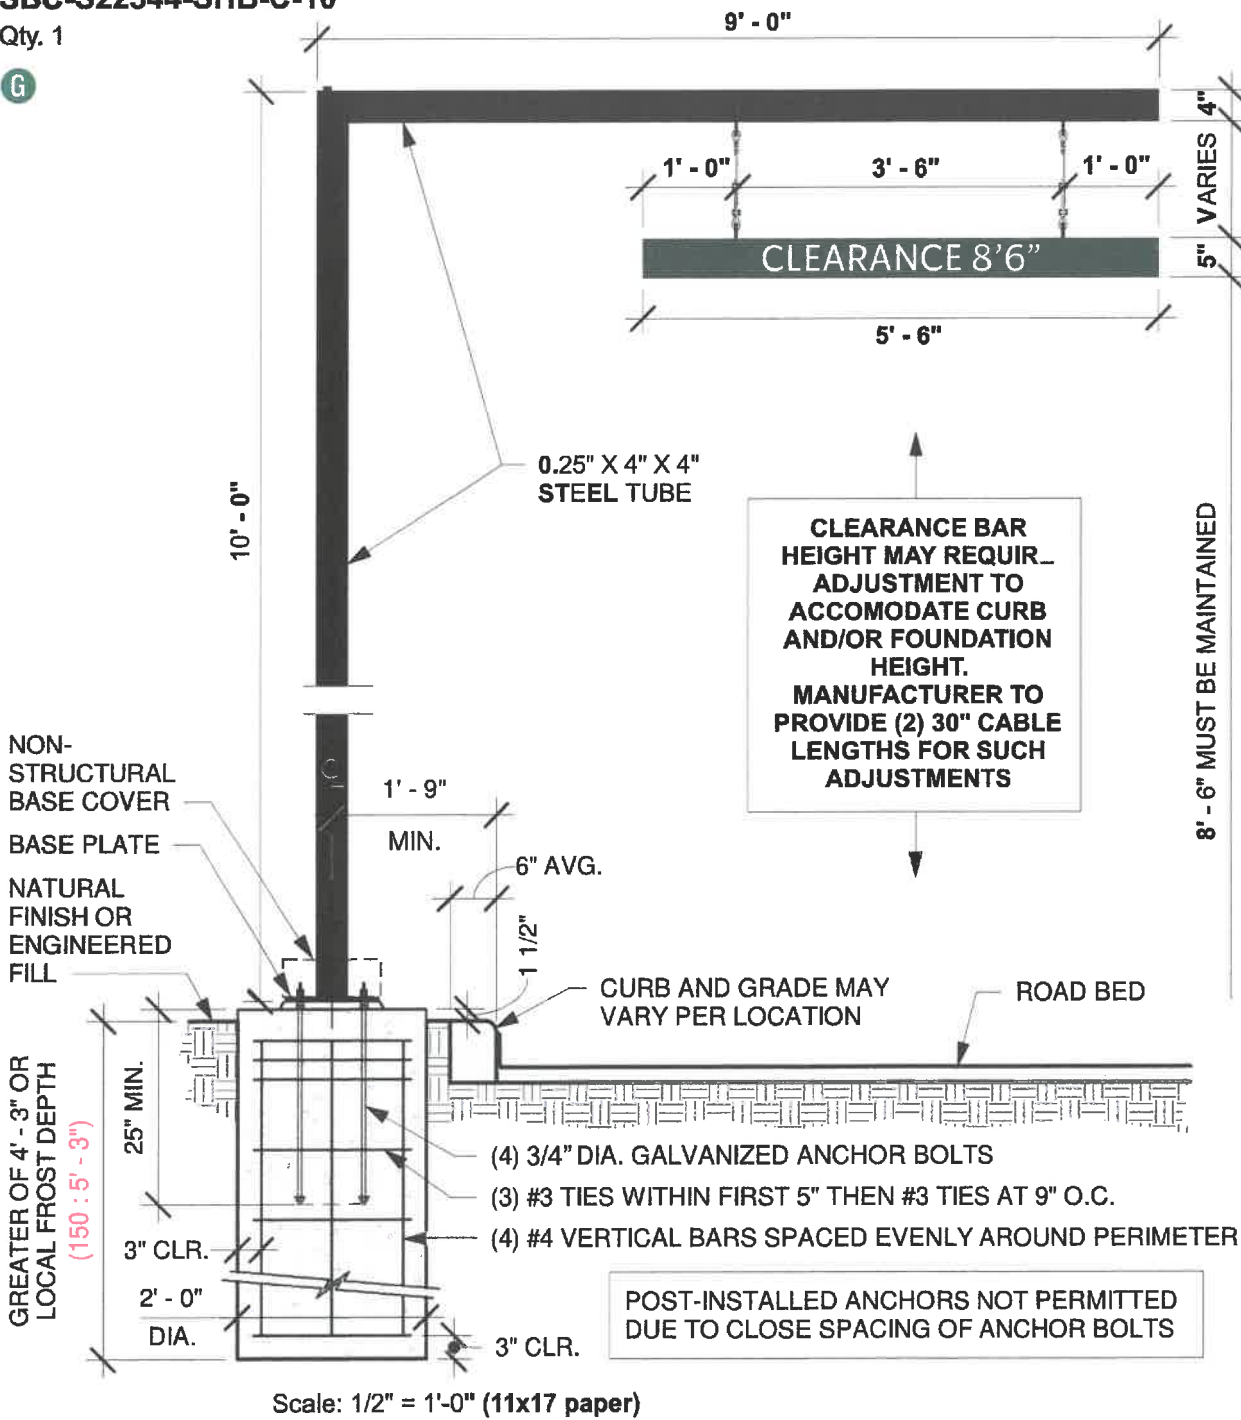 Qty. 1
G
9' - 0"
4"
VARIES
5"
1' - 0"
3' - 6"
1' - 0"
CLEARANCE 8'6"
5' - 6"
10' - 0"
0.25" X 4" X 4"
STEEL TUBE
CLEARANCE BAR
HEIGHT MAY REQUIR
ADJUSTMENT TO
ACCOMODATE CURB
AND/OR FOUNDATION
HEIGHT.
MANUFACTURER TO
PROVIDE (2) 30" CABLE
LENGTHS FOR SUCH
ADJUSTMENTS
8' - 6" MUST BE MAINTAINED
NON-
STRUCTURAL
BASE COVER
BASE PLATE
NATURAL
FINISH OR
ENGINEERED
FILL
1' - 9"
MIN.
6" AVG.
1 1/2"
CURB AND GRADE MAY
VARY PER LOCATION
ROAD BED
GREATER OF 4' - 3" OR
LOCAL FROST DEPTH
(150 : 5' - 3")
25" MIN.
(4) 3/4" DIA. GALVANIZED ANCHOR BOLTS
(3) #3 TIES WITHIN FIRST 5" THEN #3 TIES AT 9" O.C.
(4) #4 VERTICAL BARS SPACED EVENLY AROUND PERIMETER
3" CLR.
2' - 0"
DIA.
3" CLR.
POST-INSTALLED ANCHORS NOT PERMITTED
DUE TO CLOSE SPACING OF ANCHOR BOLTS
Scale: 1/2" = 1'-0" (11x17 paper)